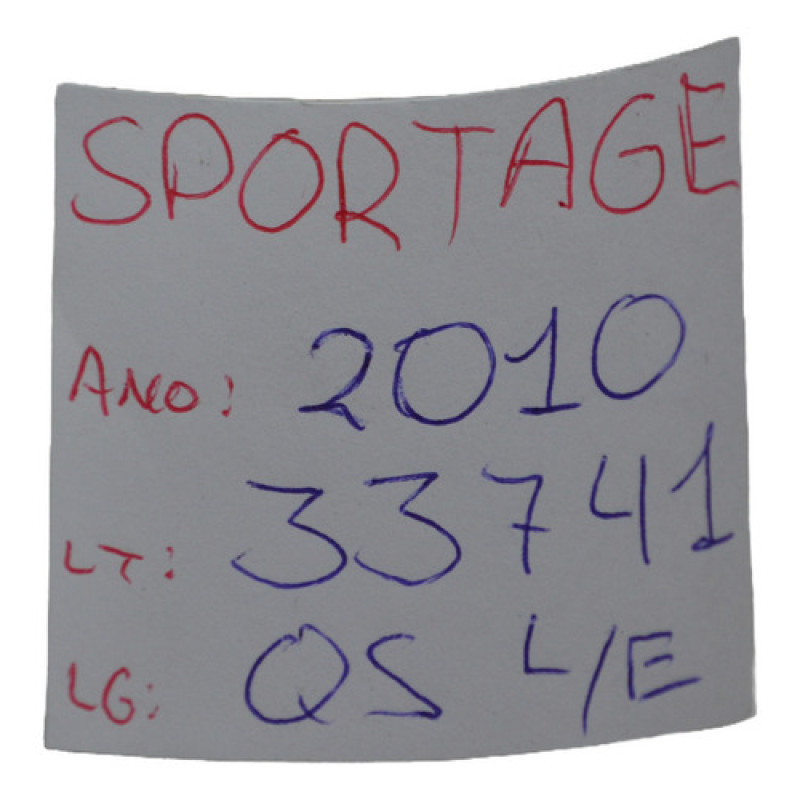 SPORTAGE
ANO: 2010
LT: 33741
LG: QS L/E